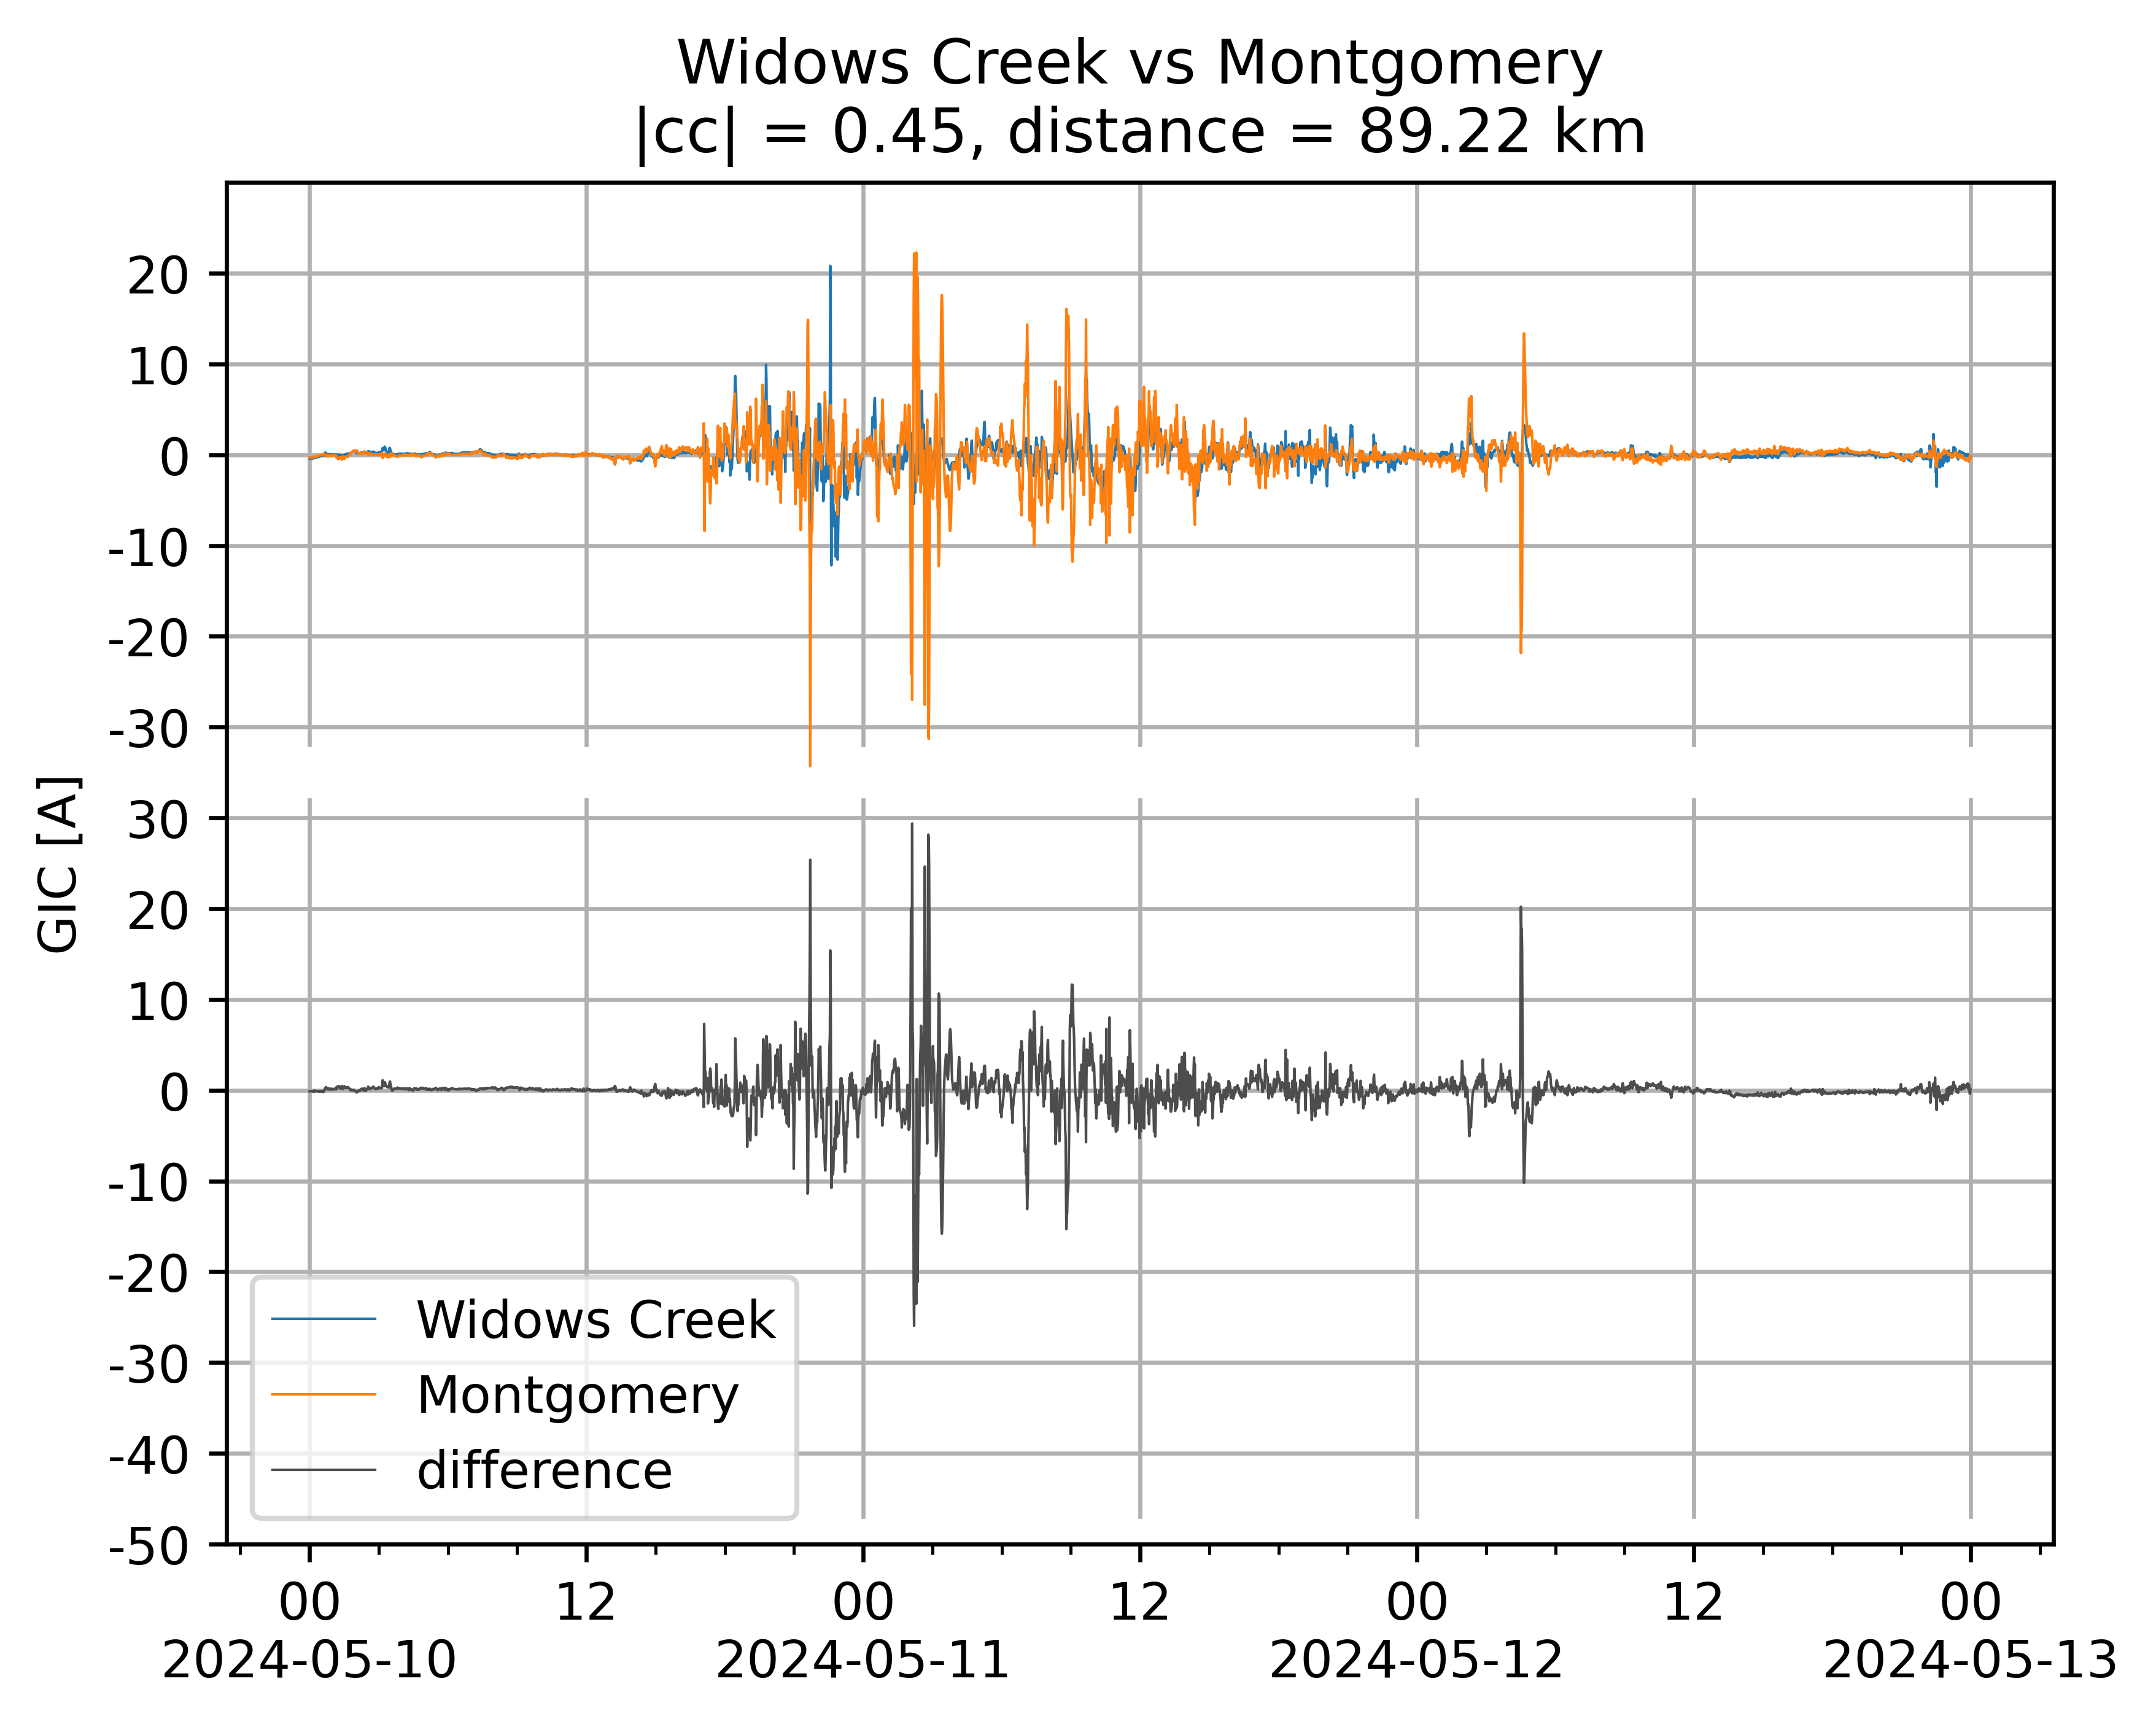 Widows Creek vs Montgomery
|cc| = 0.45, distance = 89.22 km
GIC [A]
20
10
0
-10
-20
-30
30
20
10
0
-10
-20
-30
-40
-50
Widows Creek
Montgomery
difference
00 12 00 12 00 12 00
2024-05-10 2024-05-11 2024-05-12 2024-05-13